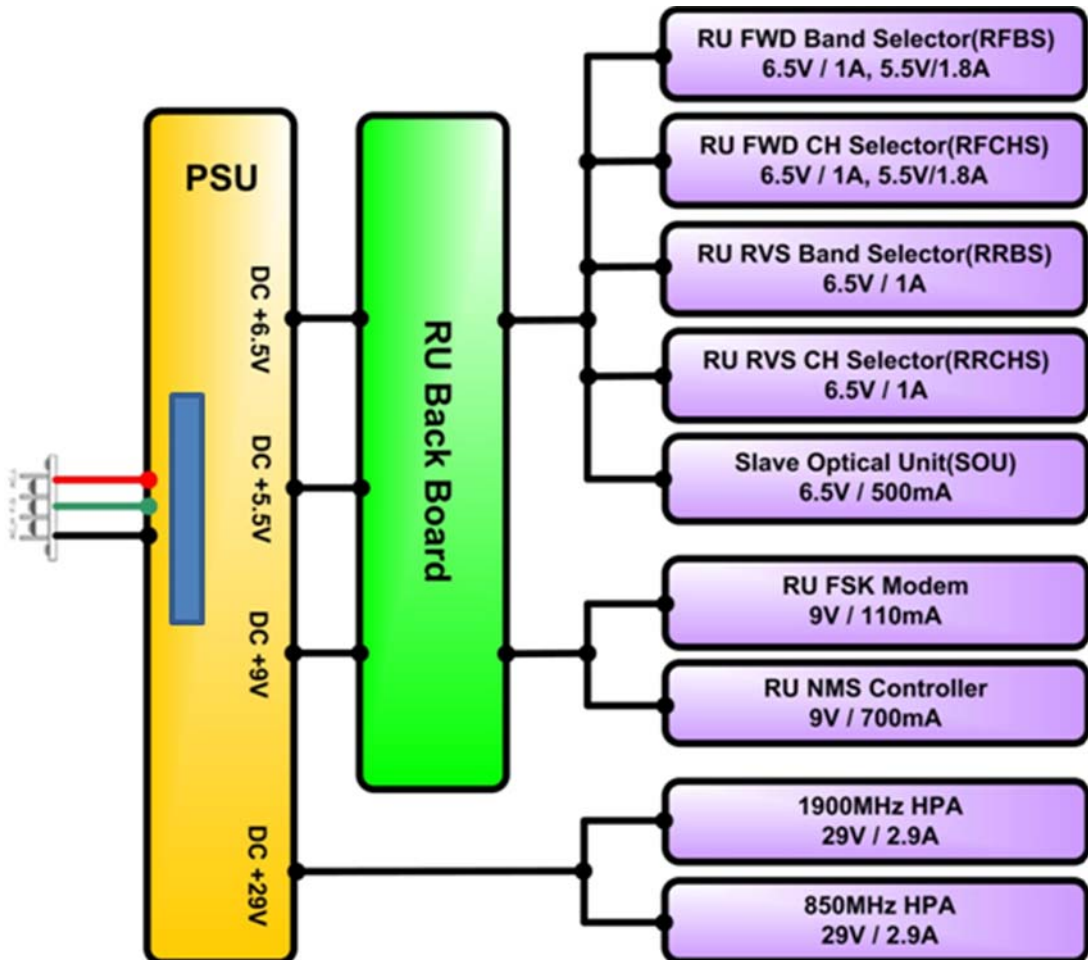 PSU
DC +6.5V
DC +5.5V
DC +9V
DC +29V
RU Back Board
RU FWD Band Selector(RFBS)
6.5V / 1A, 5.5V/1.8A
RU FWD CH Selector(RFCHS)
6.5V / 1A, 5.5V/1.8A
RU RVS Band Selector(RRBS)
6.5V / 1A
RU RVS CH Selector(RRCHS)
6.5V / 1A
Slave Optical Unit(SOU)
6.5V / 500mA
RU FSK Modem
9V / 110mA
RU NMS Controller
9V / 700mA
1900MHz HPA
29V / 2.9A
850MHz HPA
29V / 2.9A